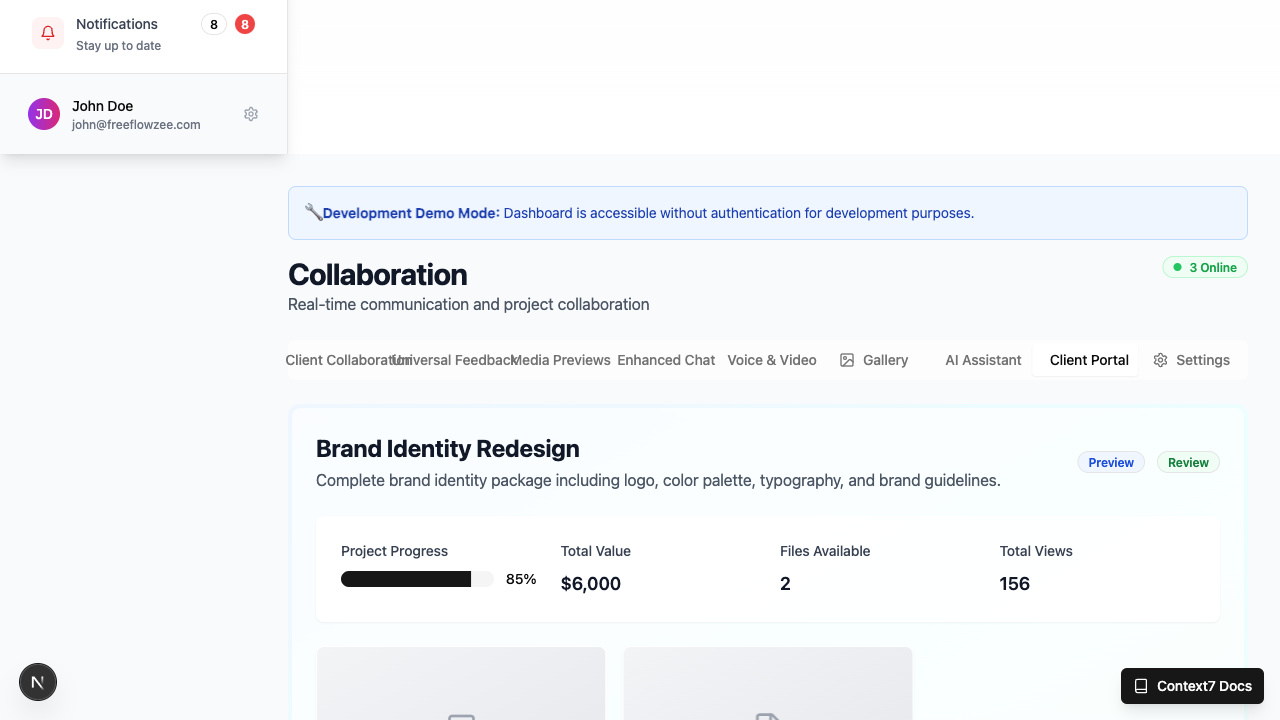 Notifications
8
8
Stay up to date
JD
John Doe
john@freeflowzee.com
Development Demo Mode: Dashboard is accessible without authentication for development purposes.
Collaboration
3 Online
Real-time communication and project collaboration
Client Collaboration Universal Feedback Media Previews Enhanced Chat Voice & Video Gallery AI Assistant Client Portal Settings
Brand Identity Redesign
Preview
Review
Complete brand identity package including logo, color palette, typography, and brand guidelines.
Project Progress
85%
Total Value
$6,000
Files Available
2
Total Views
156
N
Context7 Docs